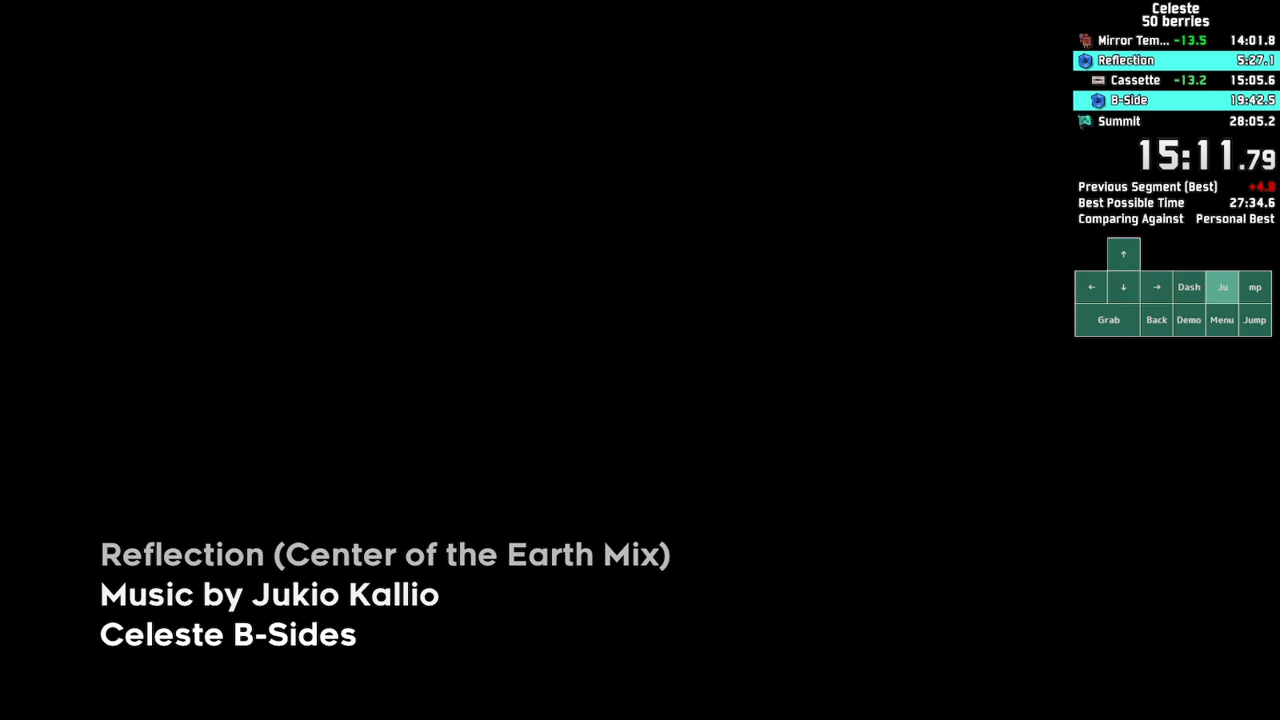 Celeste
50 berries
Mirror Tem... -13.5 14:01.8
Reflection 5:27.1
Cassette -13.2 15:05.6
B-Side 19:42.5
Summit 28:05.2
15:11.79
Previous Segment (Best) +4.8
Best Possible Time 27:34.6
Comparing Against Personal Best
↑
← ↓ → Dash Ju mp
Grab Back Demo Menu Jump
Reflection (Center of the Earth Mix)
Music by Jukio Kallio
Celeste B-Sides